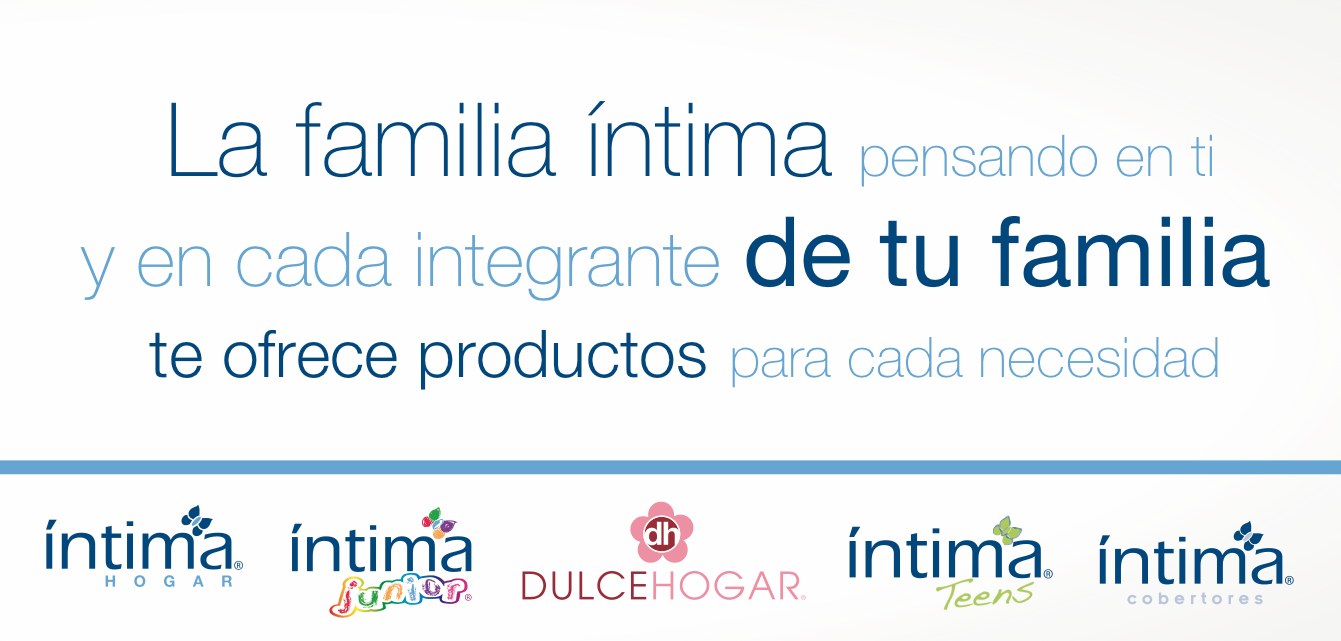 La familia íntima pensando en ti
y en cada integrante de tu familia
te ofrece productos para cada necesidad
íntima®
HOGAR
íntima
junior®
dh
DULCEHOGAR®
íntima®
Teens
íntima®
cobertores